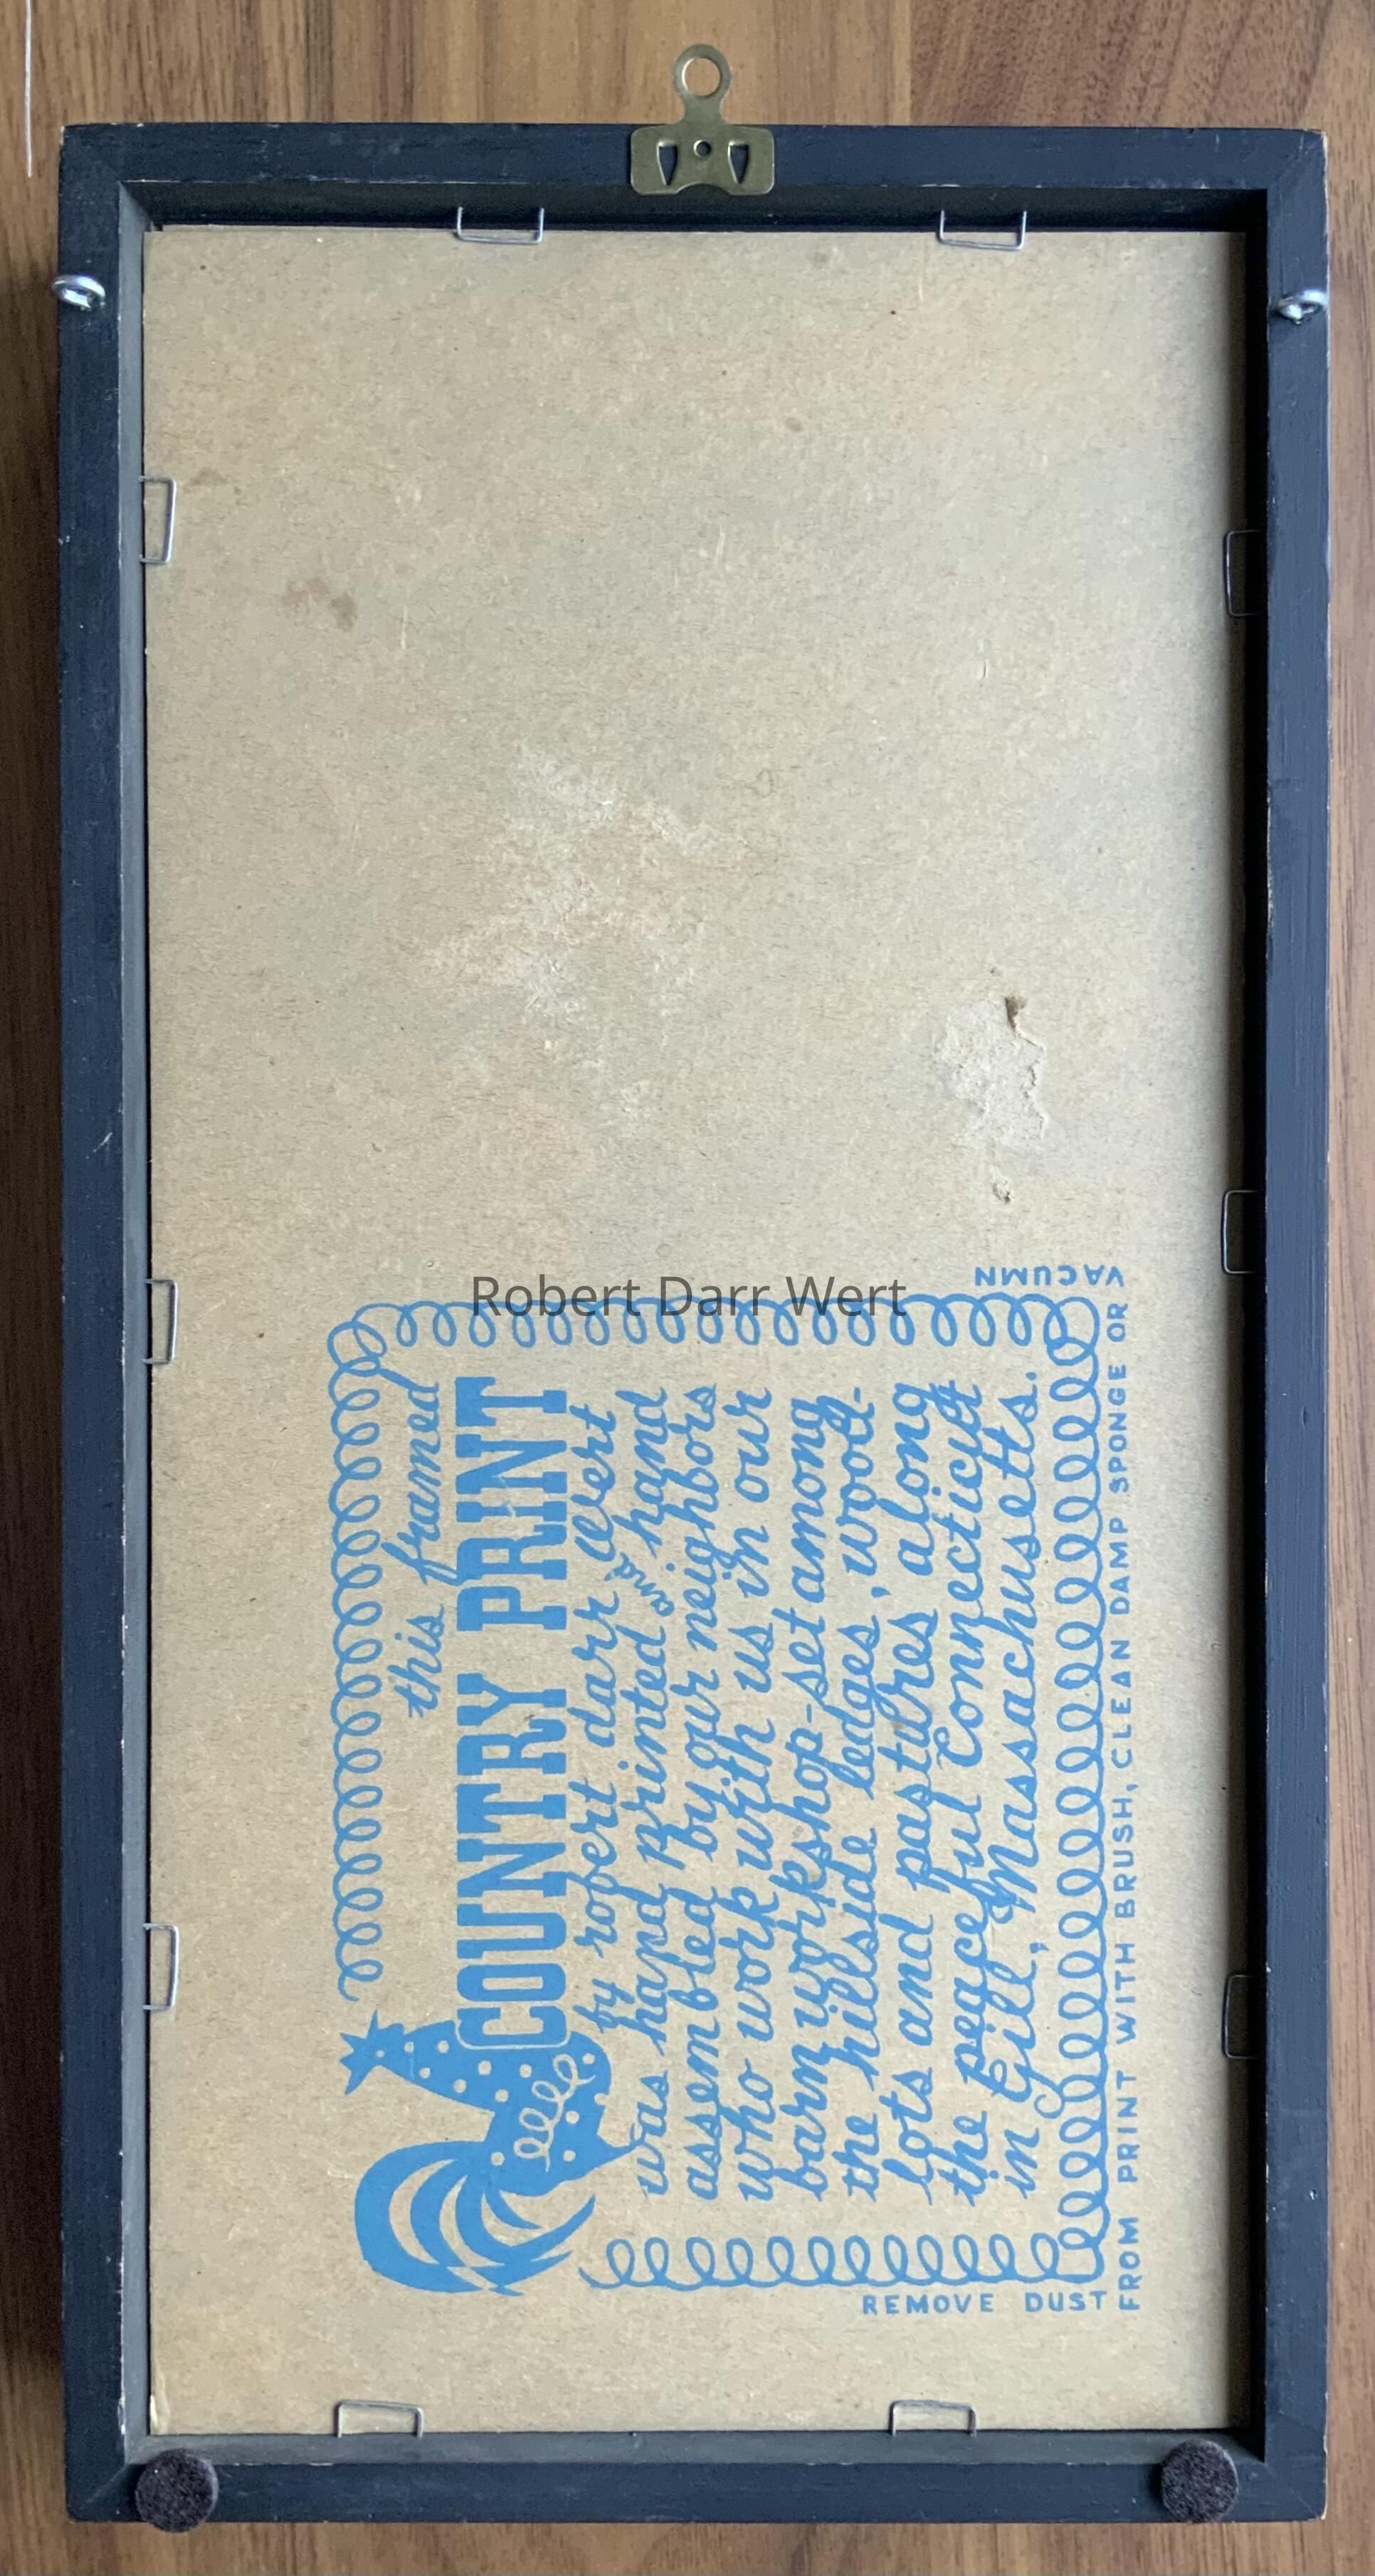 this framed
COUNTRY PRINT
by robert darr wert
was hand printed and hand
assembled by our neighbors
who work with us in our
barn workshop-set among
the hillside ledges, wood-
lots and pastures, along
the peaceful Connecticut
in Gill, Massachusetts.
REMOVE DUST
FROM PRINT WITH BRUSH, CLEAN DAMP SPONGE OR
VACUMN
Robert Darr Wert